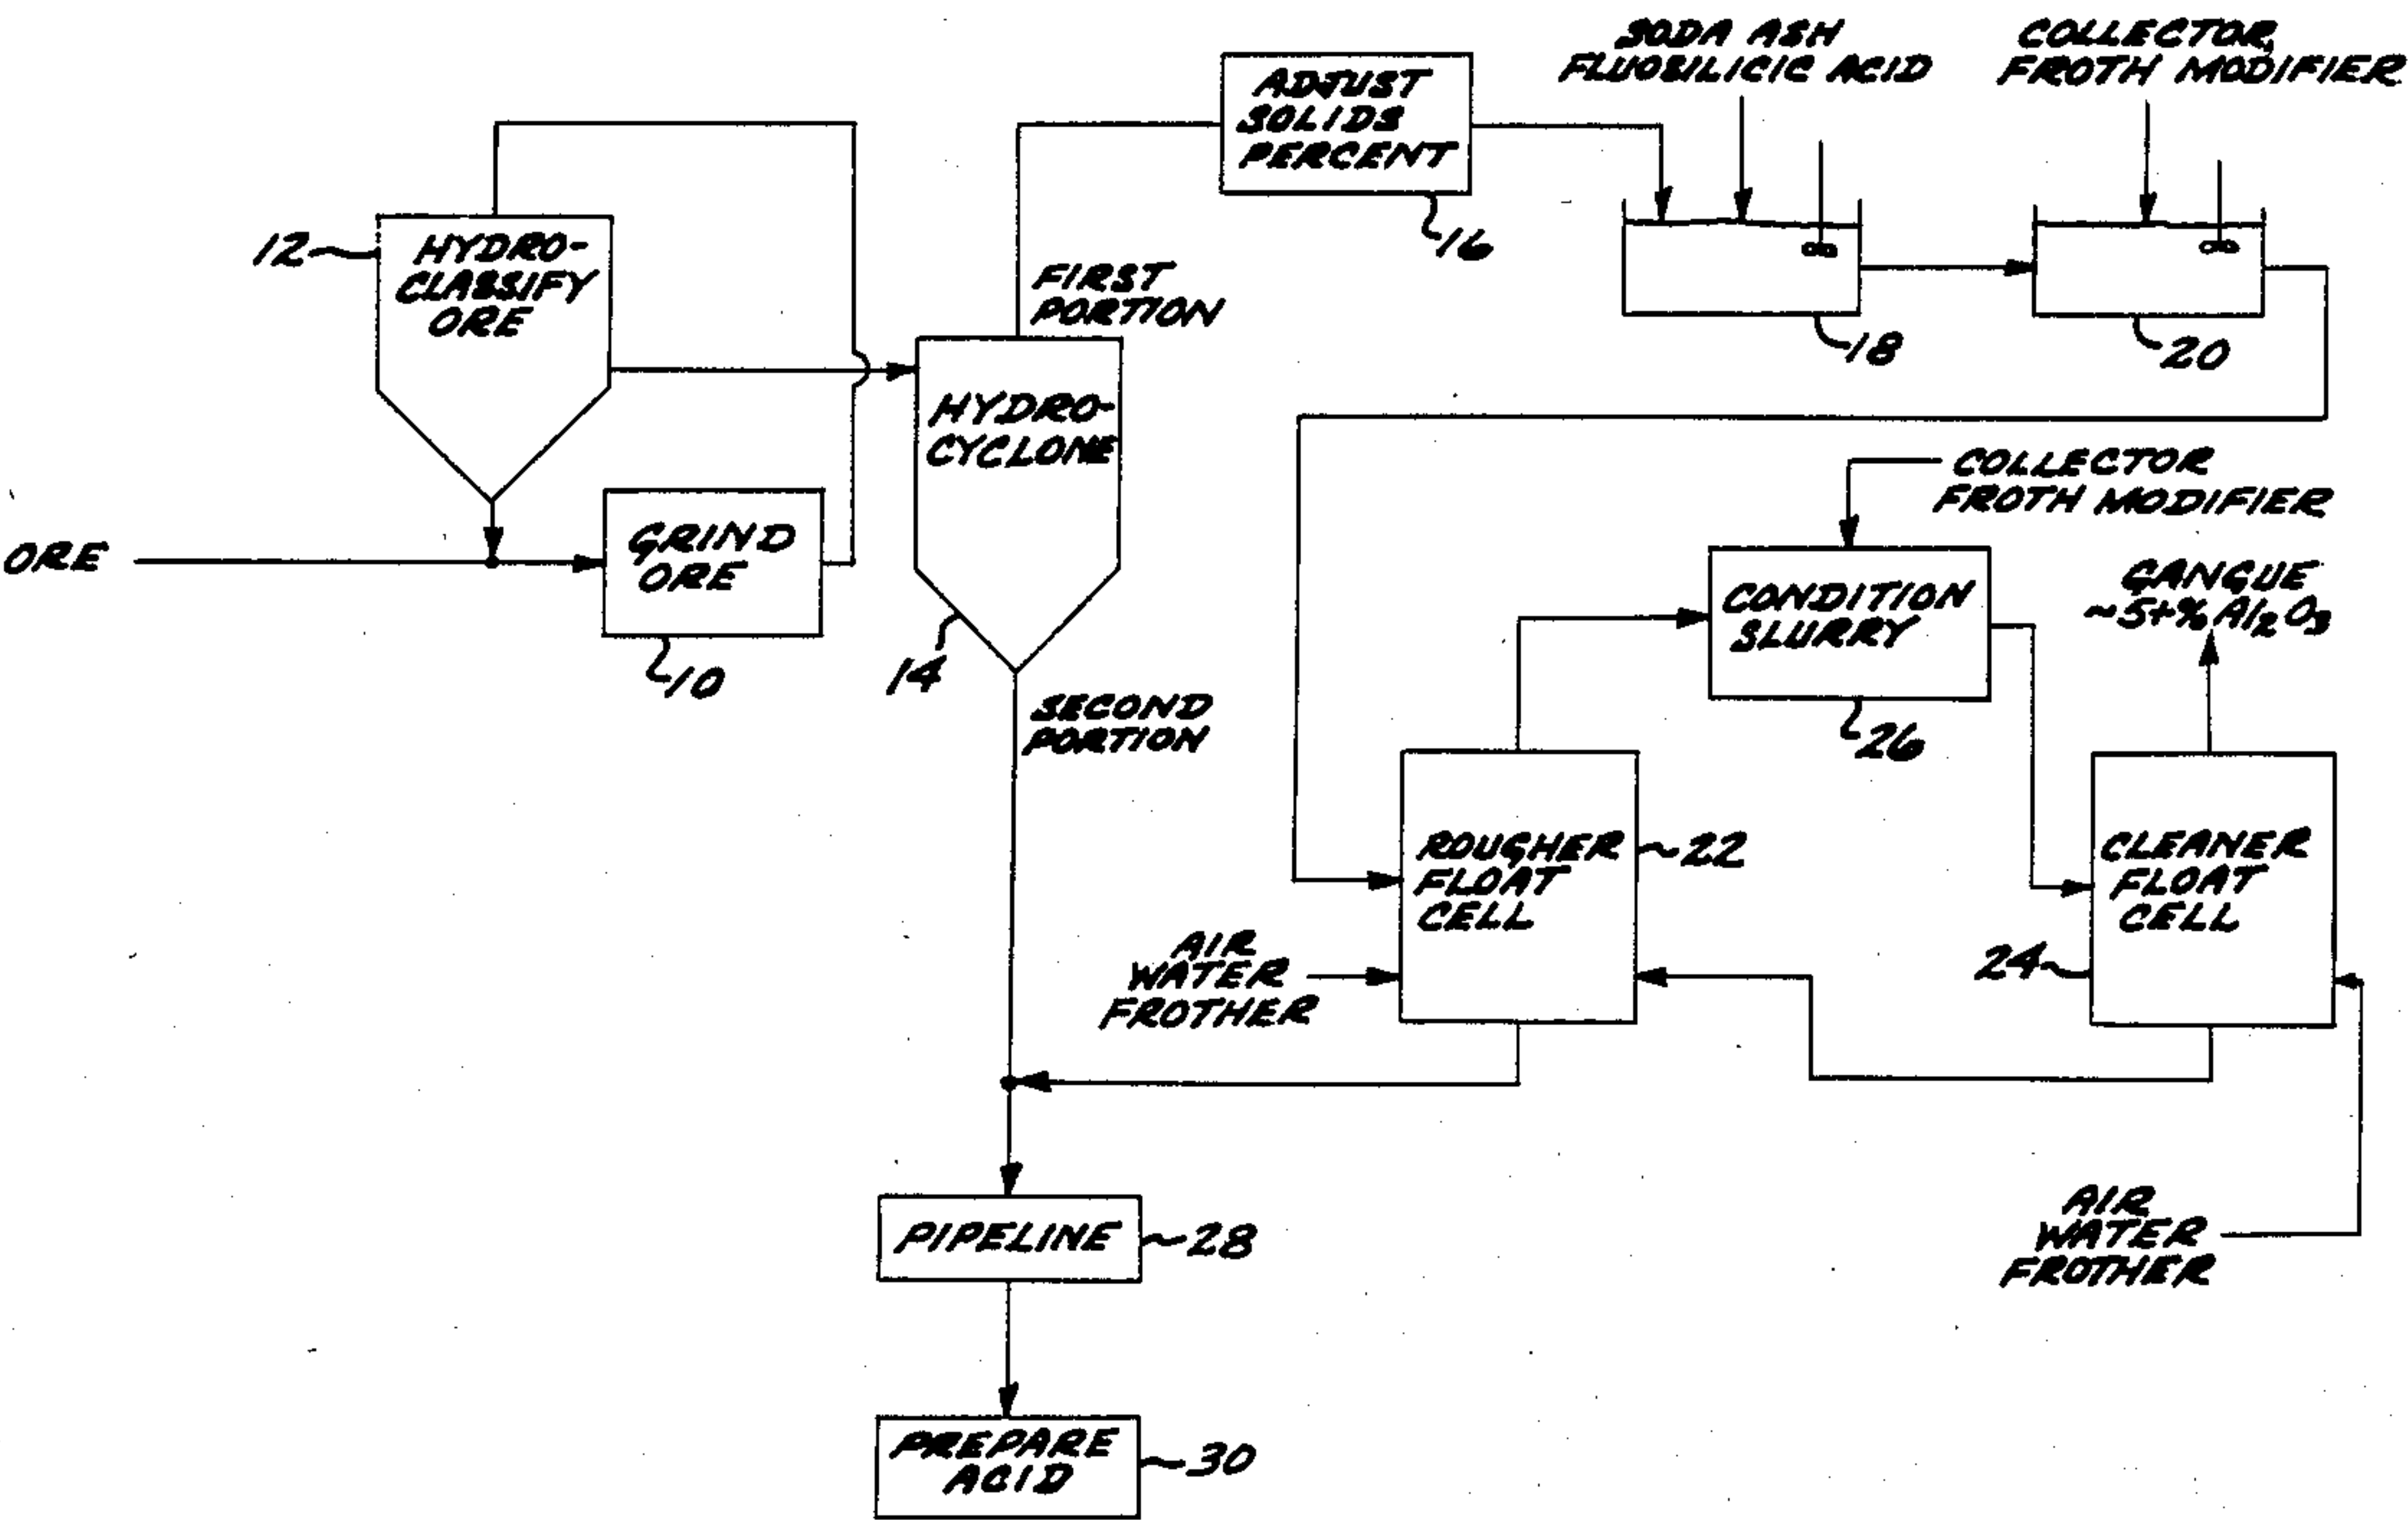 SODA ASH
FLUOSILICIC ACID
COLLECTOR,
FROTH MODIFIER
ADJUST
SOLIDS
PERCENT
16
12
HYDRO-
CLASSIFY
ORE
FIRST
PORTION
18
20
HYDRO-
CYCLONE
COLLECTOR
FROTH MODIFIER
ORE
GRIND
ORE
10
14
CONDITION
SLURRY
26
GANGUE
~5+% Al2O3
SECOND
PORTION
ROUGHER
FLOAT
CELL
22
CLEANER
FLOAT
CELL
24
AIR
WATER
FROTHER
PIPELINE
28
AIR
WATER
FROTHER
PREPARE
ACID
30